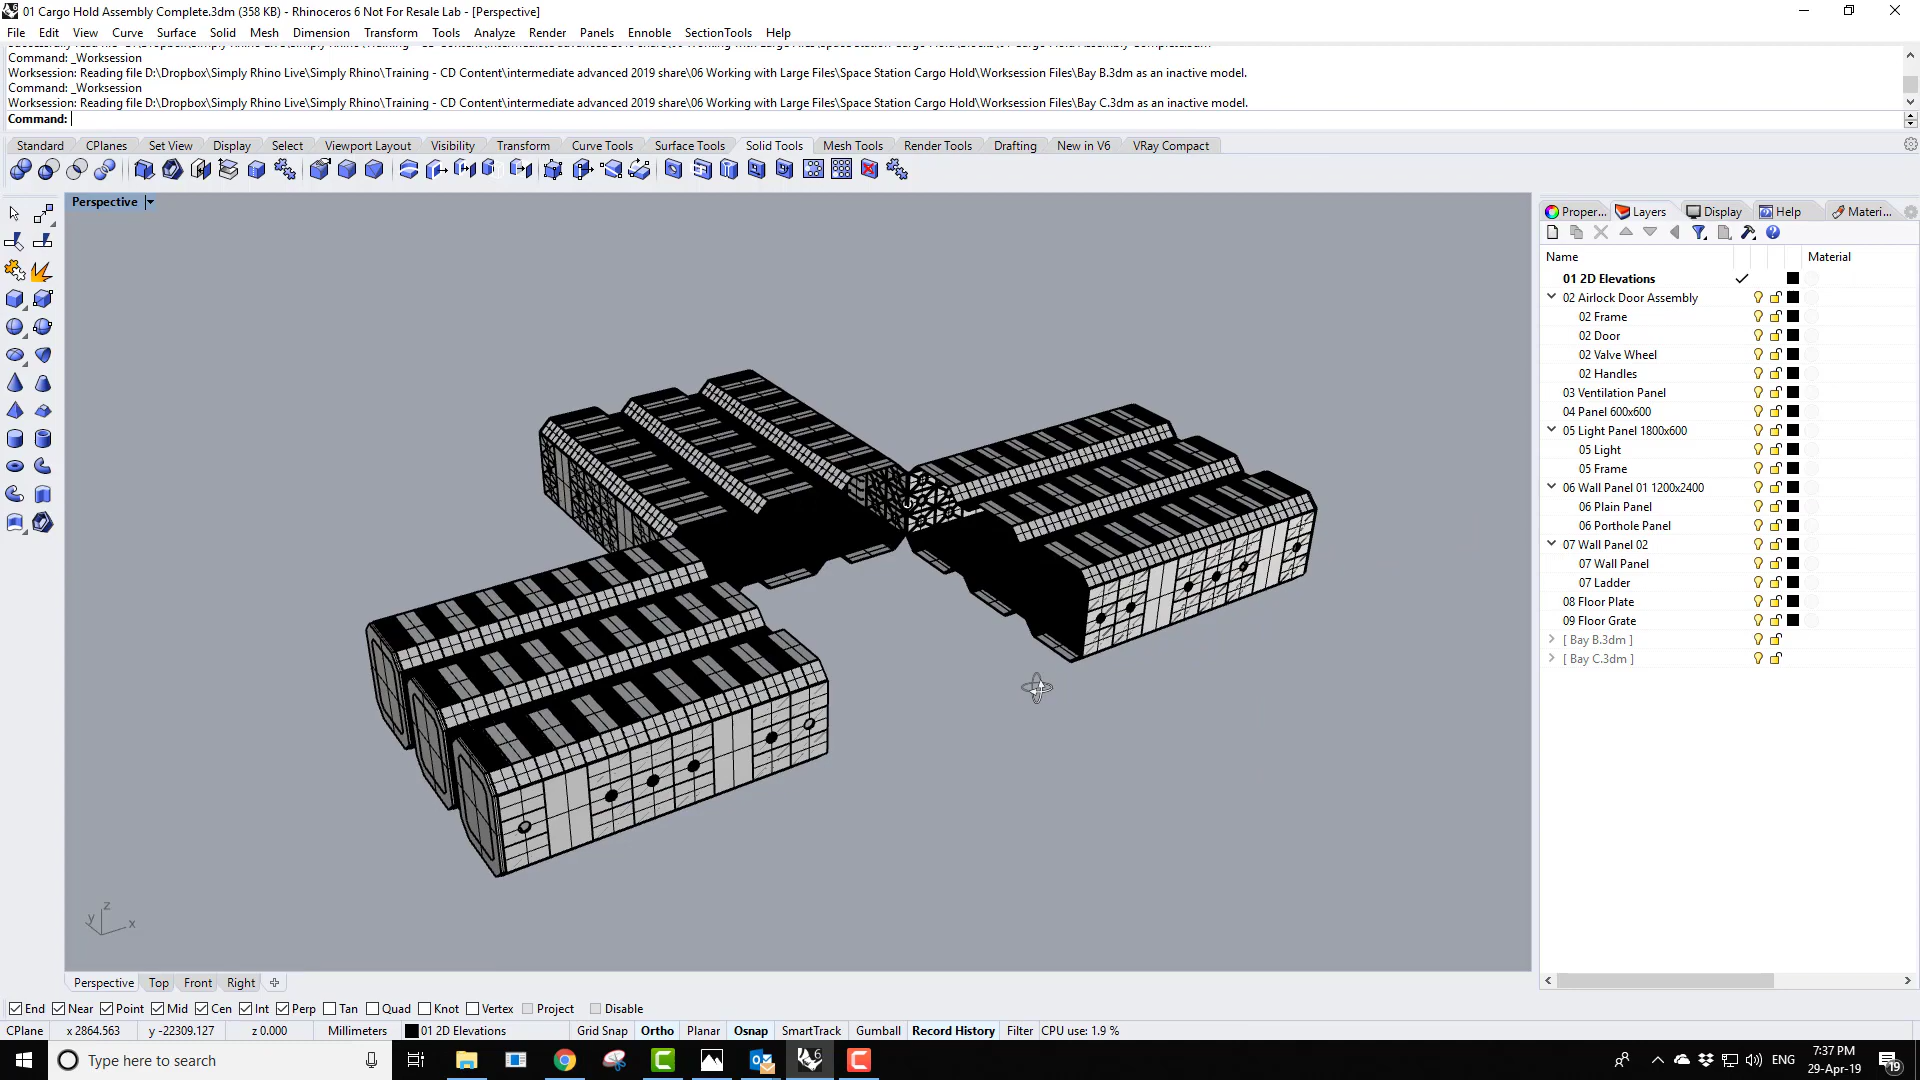 01 Cargo Hold Assembly Complete.3dm (358 KB) - Rhinoceros 6 Not For Resale Lab - [Perspective]
File Edit View Curve Surface Solid Mesh Dimension Transform Tools Analyze Render Panels Ennoble SectionTools Help
Command: _Worksession
Worksession: Reading file D:\Dropbox\Simply Rhino Live\Simply Rhino\Training - CD Content\intermediate advanced 2019 share\06 Working with Large Files\Space Station Cargo Hold\Worksession Files\Bay B.3dm as an inactive model.
Command: _Worksession
Worksession: Reading file D:\Dropbox\Simply Rhino Live\Simply Rhino\Training - CD Content\intermediate advanced 2019 share\06 Working with Large Files\Space Station Cargo Hold\Worksession Files\Bay C.3dm as an inactive model.
Command:
Standard CPlanes Set View Display Select Viewport Layout Visibility Transform Curve Tools Surface Tools Solid Tools Mesh Tools Render Tools Drafting New in V6 VRay Compact
Perspective
Proper... Layers Display Help Materi...
Name Material
01 2D Elevations
02 Airlock Door Assembly
02 Frame
02 Door
02 Valve Wheel
02 Handles
03 Ventilation Panel
04 Panel 600x600
05 Light Panel 1800x600
05 Light
05 Frame
06 Wall Panel 01 1200x2400
06 Plain Panel
06 Porthole Panel
07 Wall Panel 02
07 Wall Panel
07 Ladder
08 Floor Plate
09 Floor Grate
[ Bay B.3dm ]
[ Bay C.3dm ]
z
y
x
Perspective Top Front Right
End Near Point Mid Cen Int Perp Tan Quad Knot Vertex Project Disable
CPlane x 2864.563 y -22309.127 z 0.000 Millimeters 01 2D Elevations Grid Snap Ortho Planar Osnap SmartTrack Gumball Record History Filter CPU use: 1.9 %
Type here to search
ENG
7:37 PM
29-Apr-19
19